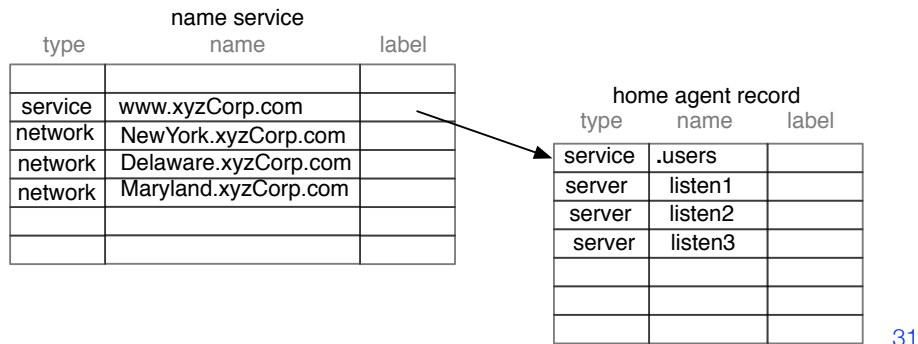 name service
type name label
service www.xyzCorp.com
network NewYork.xyzCorp.com
network Delaware.xyzCorp.com
network Maryland.xyzCorp.com
home agent record
type name label
service .users
server listen1
server listen2
server listen3
31